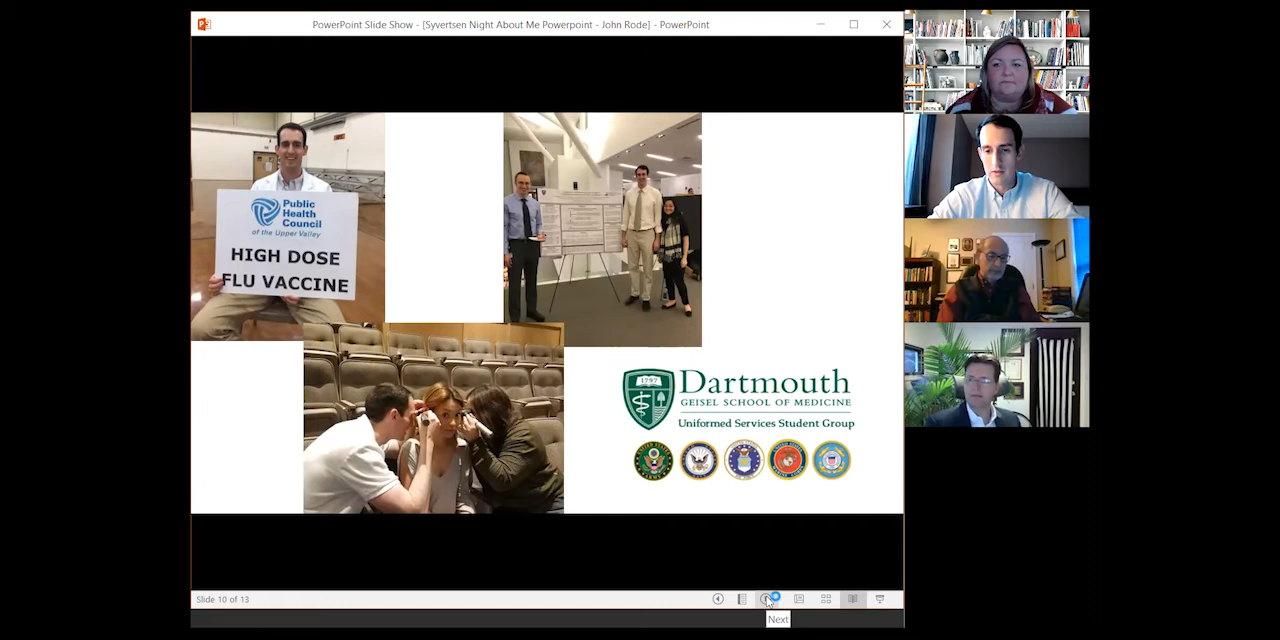 PowerPoint Slide Show - [Syvertsen Night About Me Powerpoint - John Rode] - PowerPoint
Public
Health
Council
of the Upper Valley
HIGH DOSE
FLU VACCINE
1797
Dartmouth
GEISEL SCHOOL OF MEDICINE
Uniformed Services Student Group
Slide 10 of 13
Next